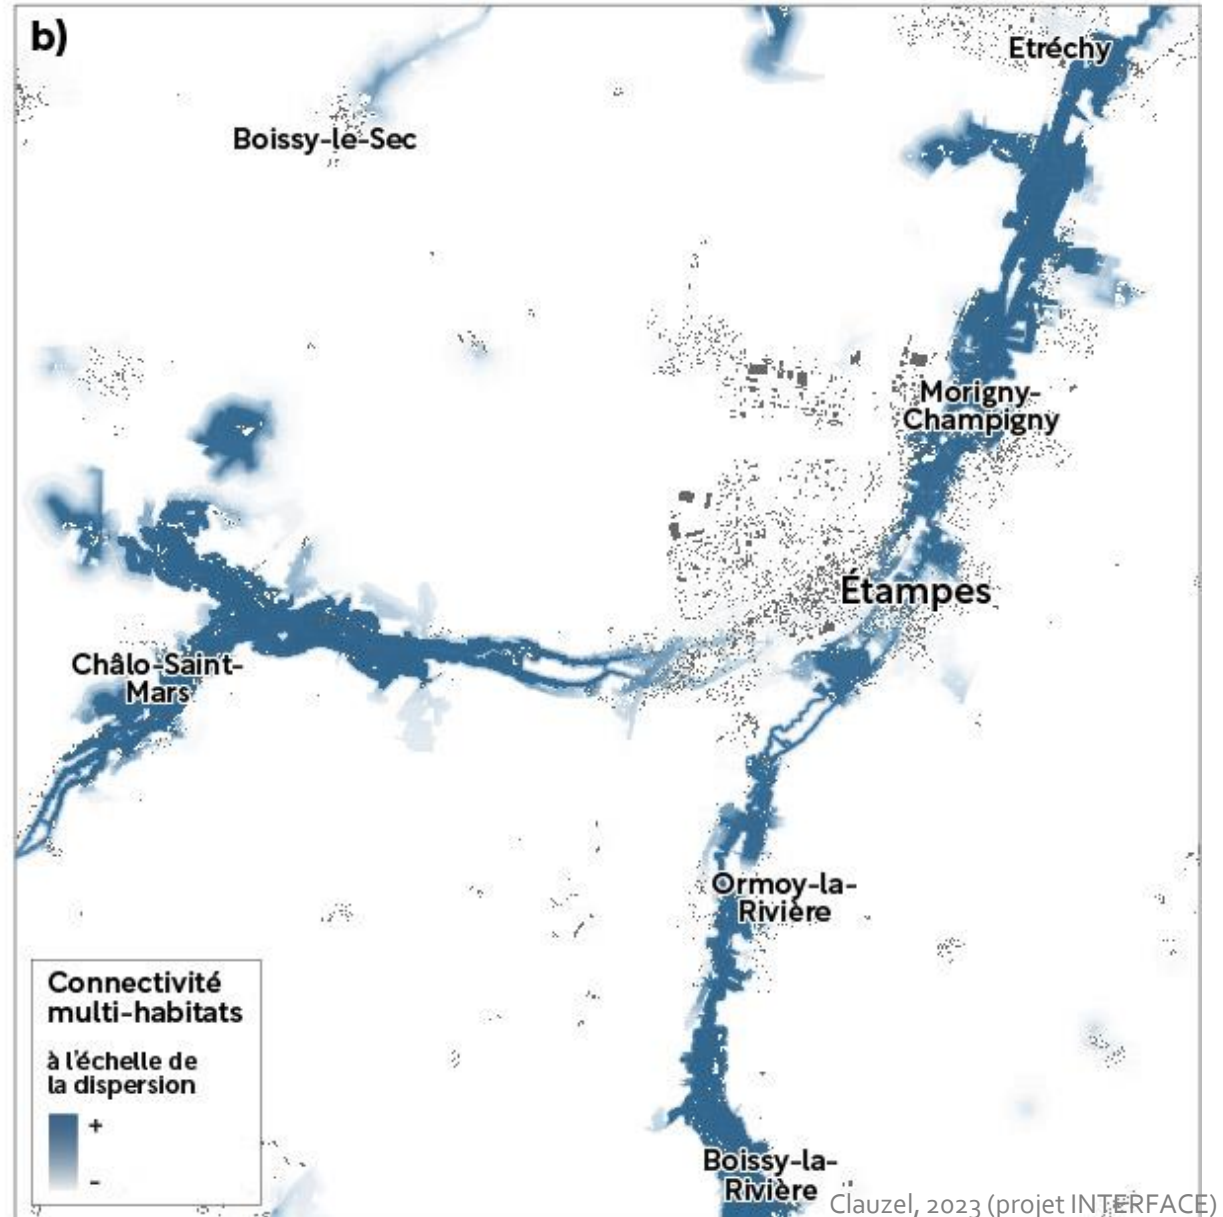 b)
Etréchy
Boissy-le-Sec
Morigny-
Champigny
Étampes
Châlo-Saint-
Mars
Ormoy-la-
Rivière
Connectivité
multi-habitats
à l'échelle de
la dispersion
+
-
Boissy-la-
Rivière
Clauzel, 2023 (projet INTERFACE)